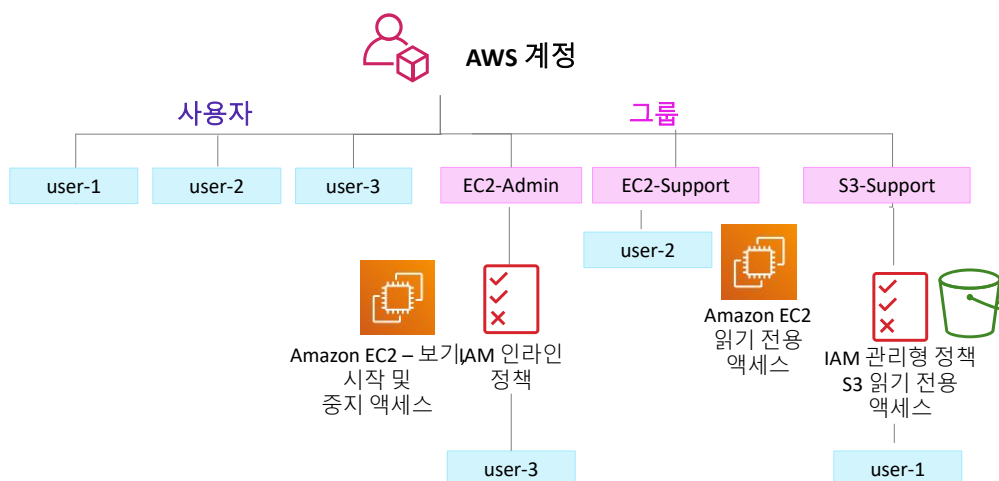 AWS 계정
사용자
그룹
user-1
user-2
user-3
EC2-Admin
EC2-Support
S3-Support
user-2
Amazon EC2 – 보기,
시작 및
중지 액세스
IAM 인라인
정책
Amazon EC2
읽기 전용
액세스
IAM 관리형 정책
S3 읽기 전용
액세스
user-3
user-1